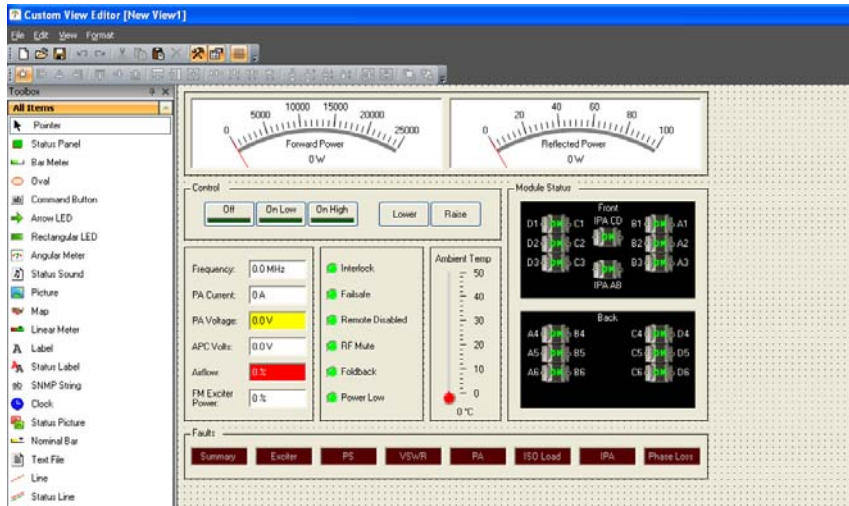 Custom View Editor [New View1]
File Edit View Format
Toolbox
All Items
Pointer
Status Panel
Bar Meter
Oval
Command Button
Arrow LED
Rectangular LED
Angular Meter
Status Sound
Picture
Map
Linear Meter
Label
Status Label
SNMP String
Clock
Status Picture
Nominal Bar
Text File
Line
Status Line
0 5000 10000 15000 20000 25000
Forward Power
0 W
0 20 40 60 80 100
Reflected Power
0 W
Control
Off On Low On High Lower Raise
Frequency: 0.0 MHz
PA Current: 0 A
PA Voltage: 0.0 V
APC Volts: 0.0 V
Airflow: 0 %
FM Exciter Power: 0 %
Interlock
Failsafe
Remote Disabled
RF Mute
Foldback
Power Low
Ambient Temp
50
40
30
20
10
0
0 °C
Module Status
Front
D1 C1 IPA CD B1 A1
D2 C2 B2 A2
D3 C3 B3 A3
IPA AB
Back
A4 B4 C4 D4
A5 B5 C5 D5
A6 B6 C6 D6
Faults
Summary Exciter PS VSWR PA ISO Load IPA Phase Loss